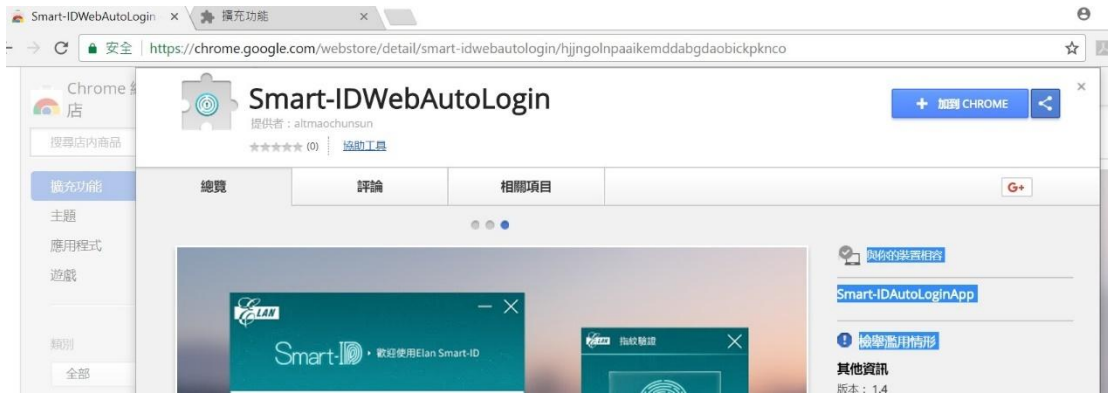 Smart-IDWebAutoLogin
擴充功能
安全 https://chrome.google.com/webstore/detail/smart-idwebautologin/hjjngolnpaaikemddabgdaobickpknco
Chrome
店
搜尋店內商品
擴充功能
主題
應用程式
遊戲
類別
全部
Smart-IDWebAutoLogin
提供者:altmaochunsun
(0) 協助工具
+ 加到 CHROME
總覽 評論 相關項目
G+
ELAN
Smart-ID,歡迎使用Elan Smart-ID
ELAN 指紋驗證
與你的裝置相容
Smart-IDAutoLoginApp
檢舉濫用情形
其他資訊
版本: 1.4